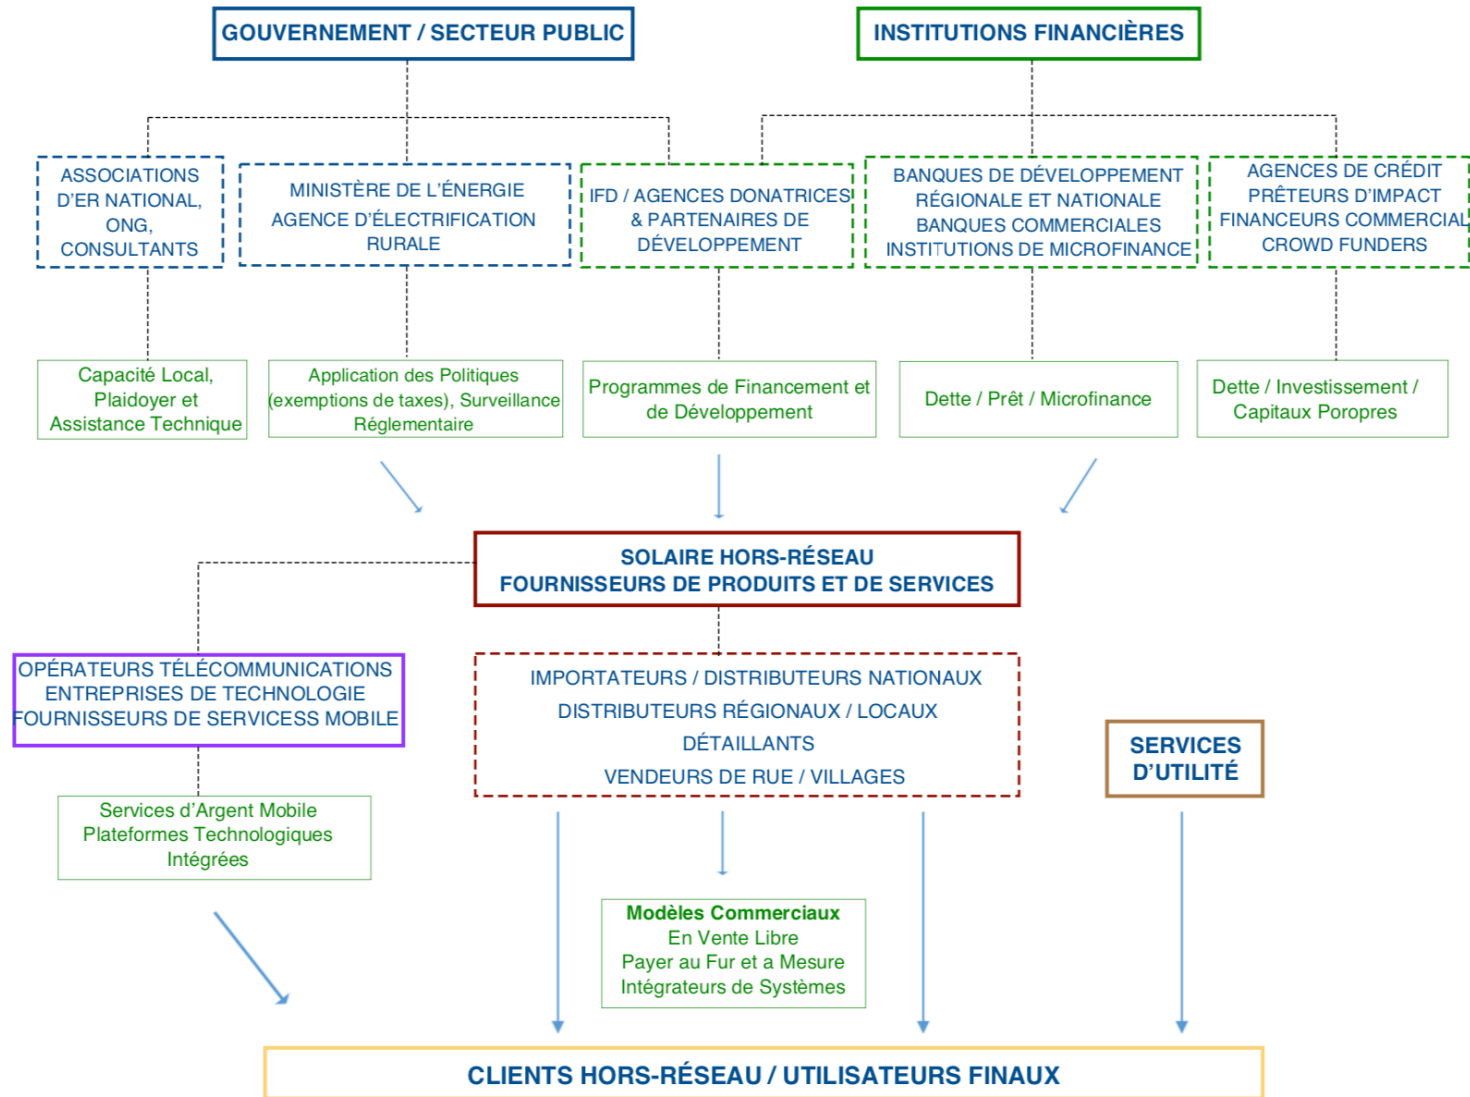 GOUVERNEMENT / SECTEUR PUBLIC
INSTITUTIONS FINANCIÈRES
ASSOCIATIONS
D'ER NATIONAL,
ONG,
CONSULTANTS
MINISTÈRE DE L'ÉNERGIE
AGENCE D'ÉLECTRIFICATION
RURALE
IFD / AGENCES DONATRICES
& PARTENAIRES DE
DÉVELOPPEMENT
BANQUES DE DÉVELOPPEMENT
RÉGIONALE ET NATIONALE
BANQUES COMMERCIALES
INSTITUTIONS DE MICROFINANCE
AGENCES DE CRÉDIT
PRÊTEURS D'IMPACT
FINANCEURS COMMERCIAL
CROWD FUNDERS
Capacité Local,
Plaidoyer et
Assistance Technique
Application des Politiques
(exemptions de taxes), Surveillance
Réglementaire
Programmes de Financement et
de Développement
Dette / Prêt / Microfinance
Dette / Investissement /
Capitaux Poropres
SOLAIRE HORS-RÉSEAU
FOURNISSEURS DE PRODUITS ET DE SERVICES
OPÉRATEURS TÉLÉCOMMUNICATIONS
ENTREPRISES DE TECHNOLOGIE
FOURNISSEURS DE SERVICESS MOBILE
IMPORTATEURS / DISTRIBUTEURS NATIONAUX
DISTRIBUTEURS RÉGIONAUX / LOCAUX
DÉTAILLANTS
VENDEURS DE RUE / VILLAGES
SERVICES
D'UTILITÉ
Services d'Argent Mobile
Plateformes Technologiques
Intégrées
Modèles Commerciaux
En Vente Libre
Payer au Fur et a Mesure
Intégrateurs de Systèmes
CLIENTS HORS-RÉSEAU / UTILISATEURS FINAUX